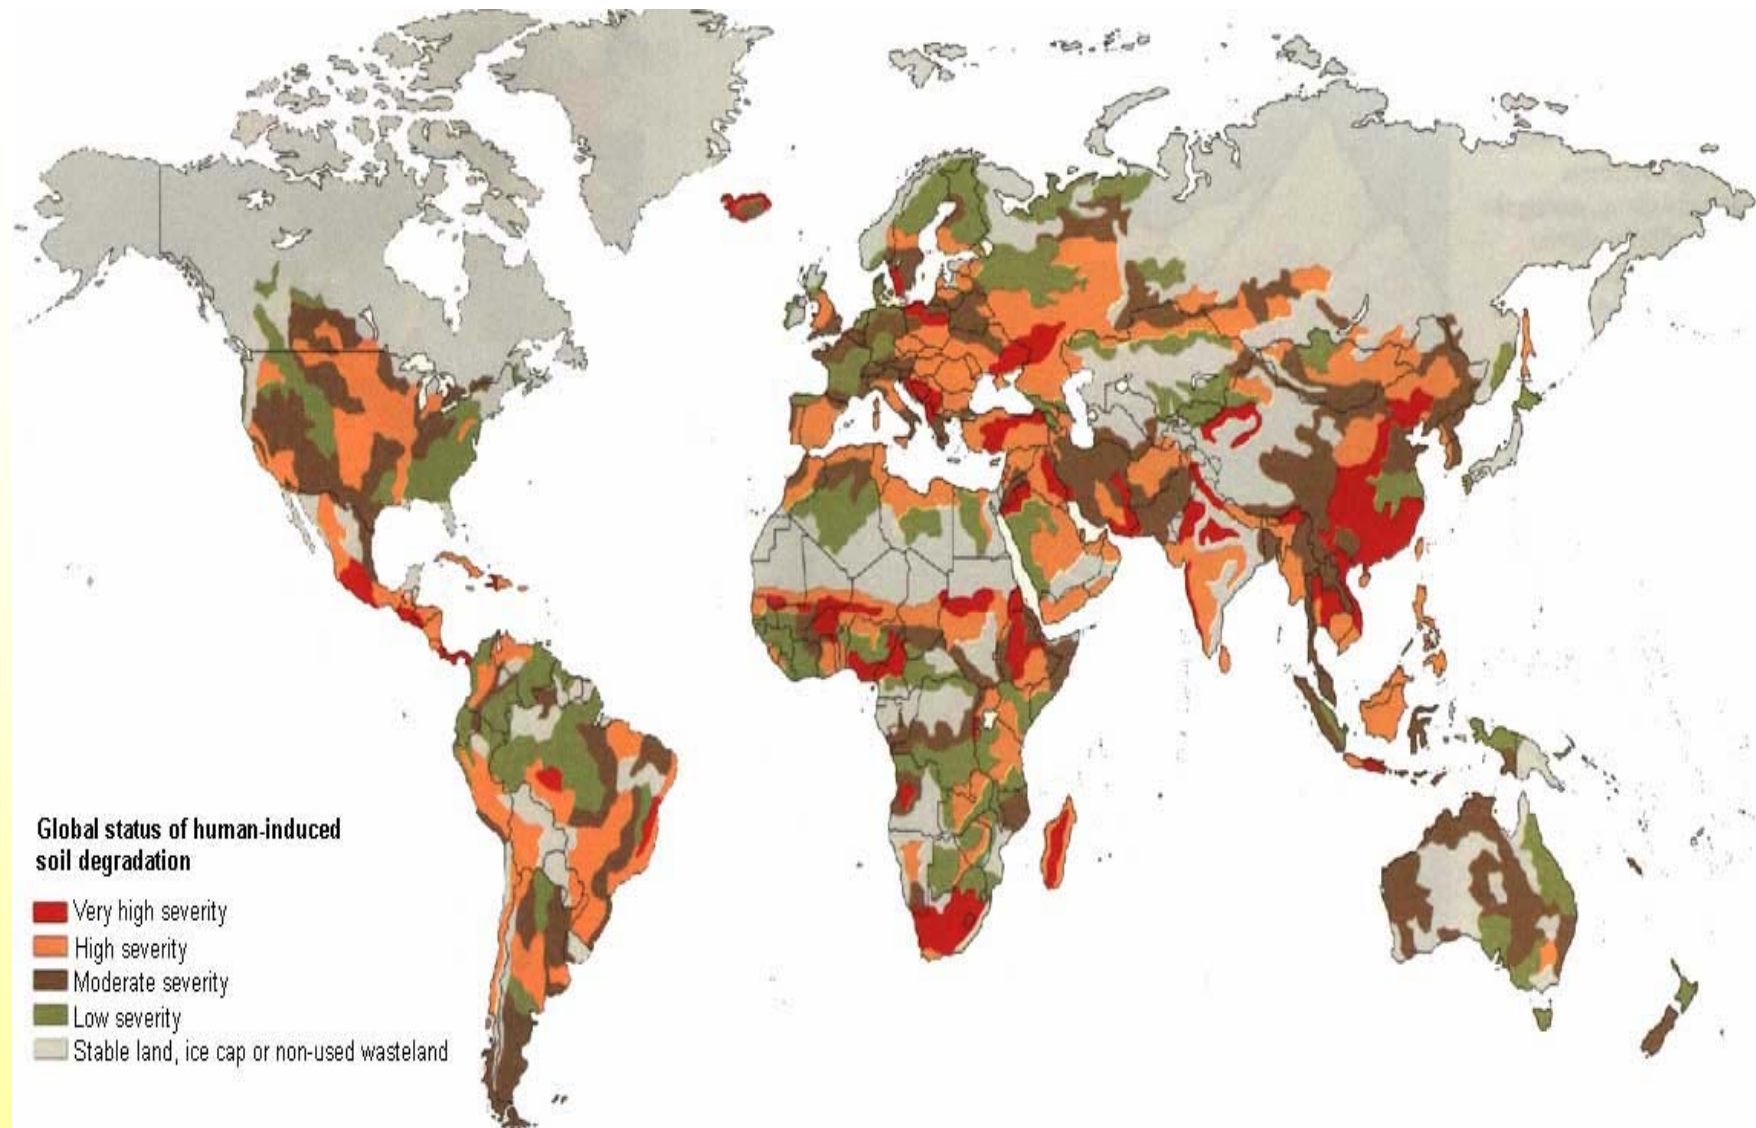 Global status of human-induced
soil degradation
Very high severity
High severity
Moderate severity
Low severity
Stable land, ice cap or non-used wasteland